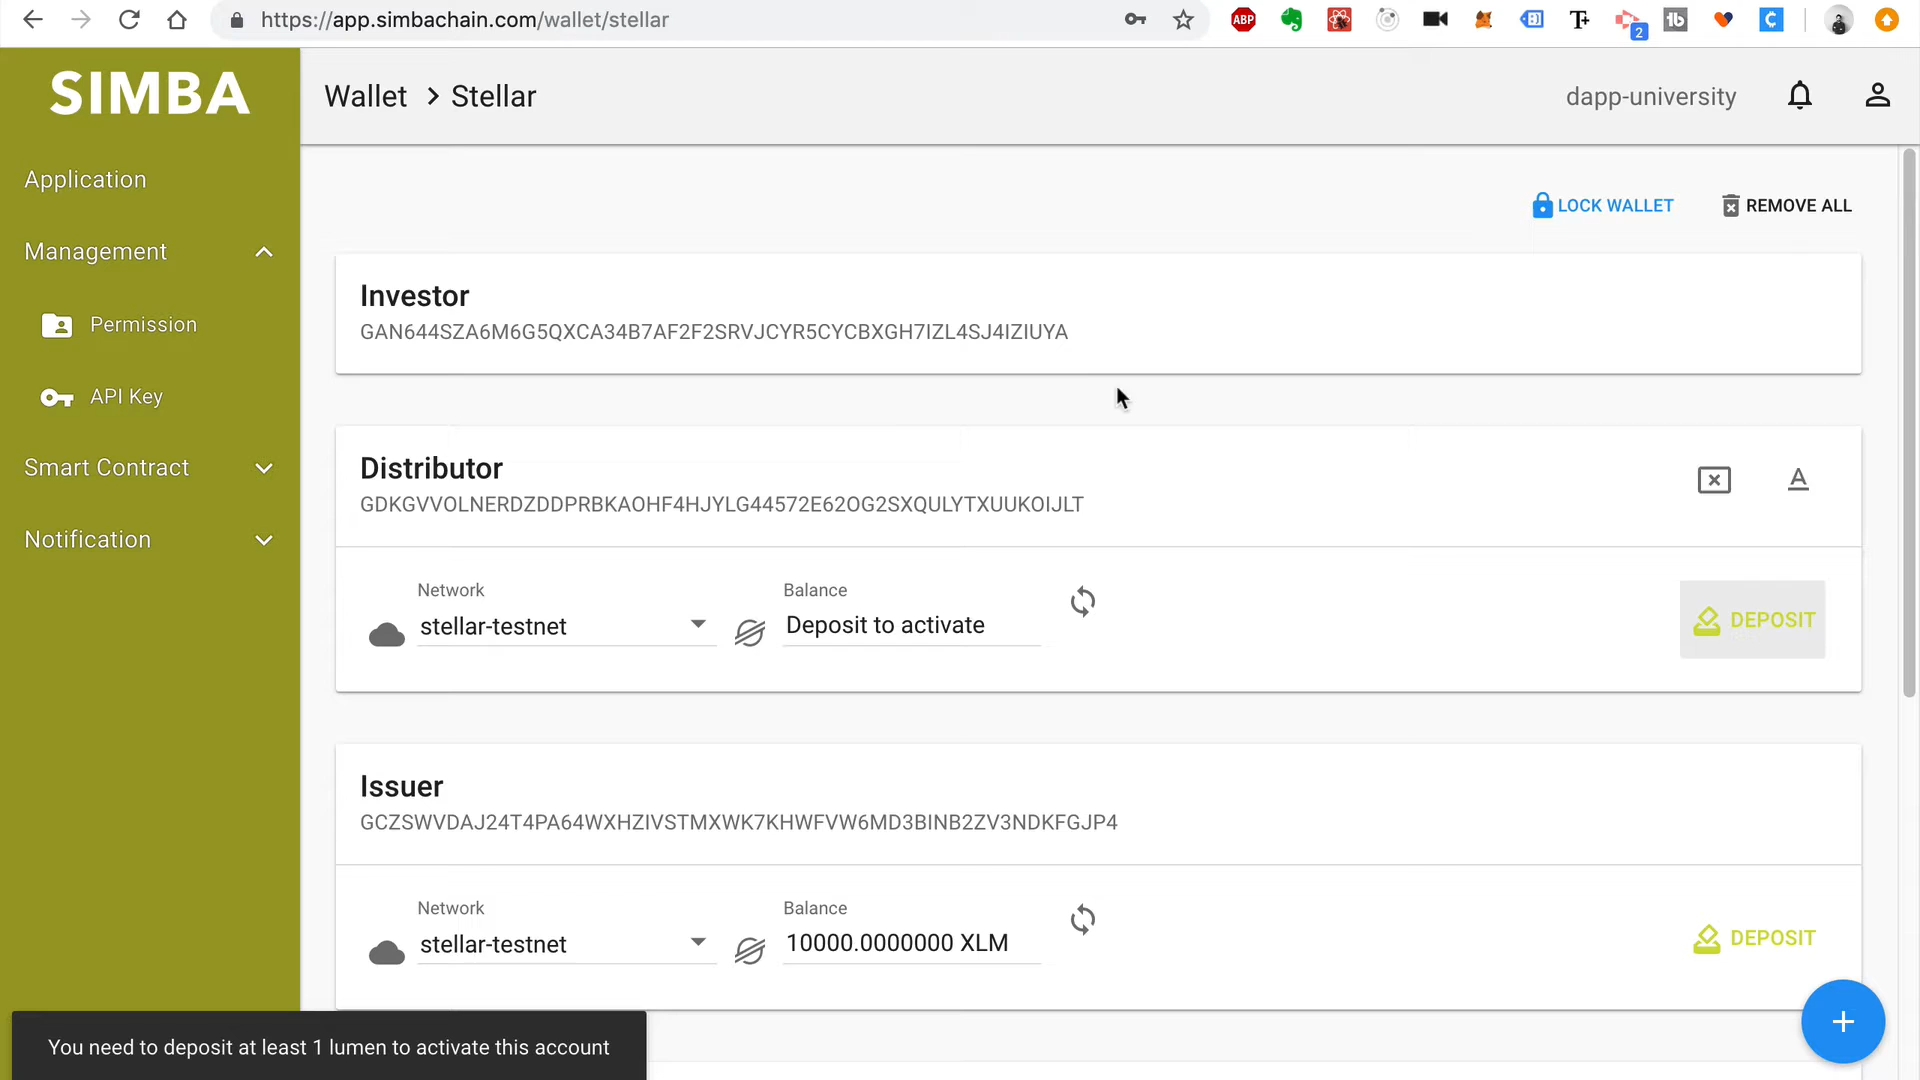 https://app.simbachain.com/wallet/stellar
ABP
2
SIMBA
Wallet > Stellar
dapp-university
Application
Management
Permission
API Key
Smart Contract
Notification
LOCK WALLET
REMOVE ALL
Investor
GAN644SZA6M6G5QXCA34B7AF2F2SRVJCYR5CYCBXGH7IZL4SJ4IZIUYA
Distributor
GDKGVVOLNERDZDDPRBKAOHF4HJYLG44572E62OG2SXQULYTXUUKOIJLT
Network
stellar-testnet
Balance
Deposit to activate
DEPOSIT
Issuer
GCZSWVDAJ24T4PA64WXHZIVSTMXWK7KHWFVW6MD3BINB2ZV3NDKFGJP4
Network
stellar-testnet
Balance
10000.0000000 XLM
DEPOSIT
You need to deposit at least 1 lumen to activate this account